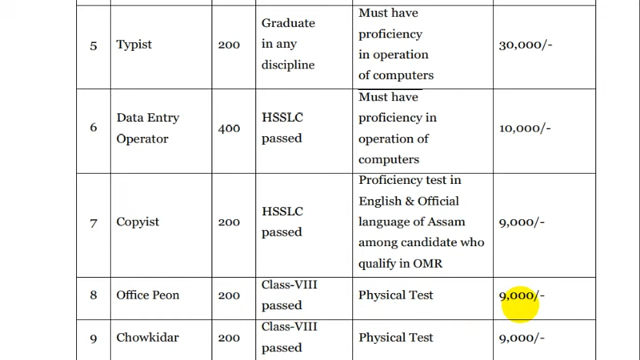 5 Typist 200 Graduate in any discipline Must have proficiency in operation of computers 30,000/-
6 Data Entry Operator 400 HSSLC passed Must have proficiency in operation of computers 10,000/-
7 Copyist 200 HSSLC passed Proficiency test in English & Official language of Assam among candidate who qualify in OMR 9,000/-
8 Office Peon 200 Class-VIII passed Physical Test 9,000/-
9 Chowkidar 200 Class-VIII passed Physical Test 9,000/-